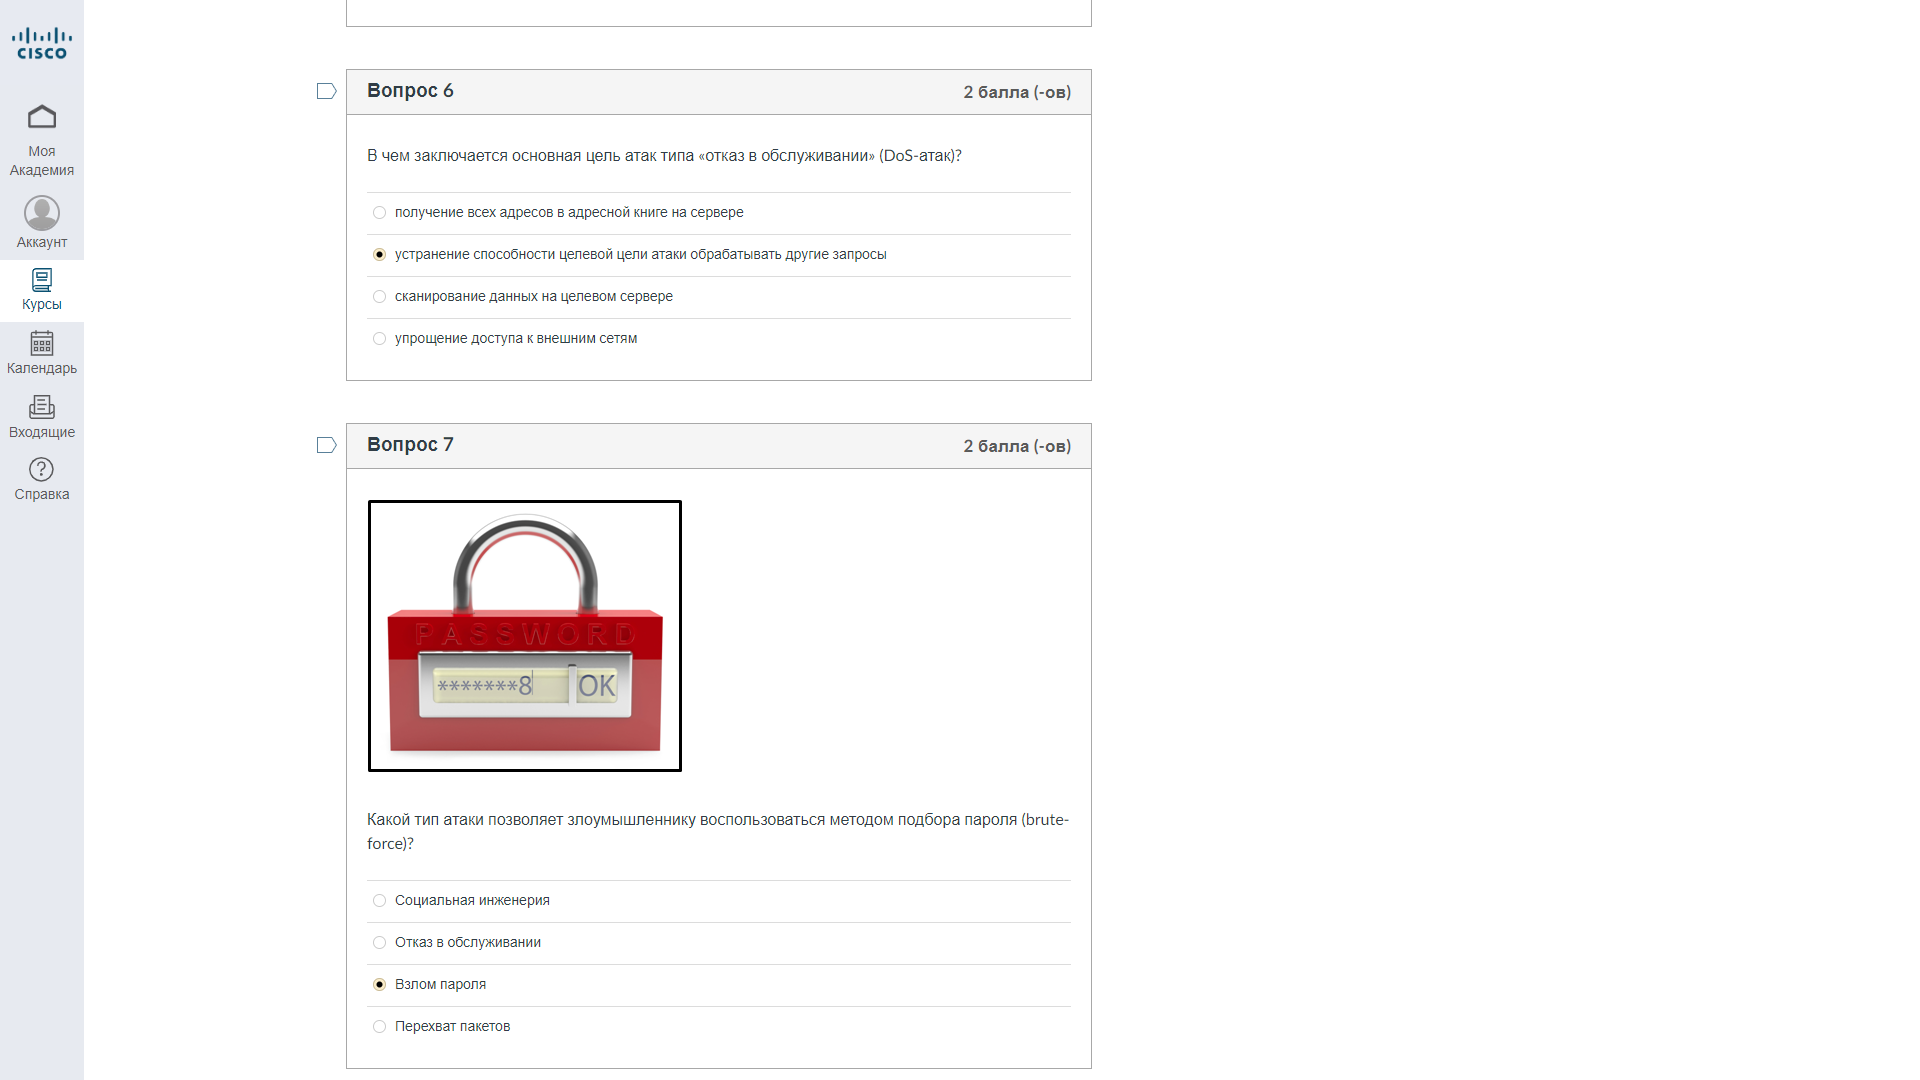 CISCO
Моя
Академия
Аккаунт
Курсы
Календарь
Входящие
Справка
Вопрос 6
2 балла (-ов)
В чем заключается основная цель атак типа «отказ в обслуживании» (DoS-атак)?
получение всех адресов в адресной книге на сервере
устранение способности целевой цели атаки обрабатывать другие запросы
сканирование данных на целевом сервере
упрощение доступа к внешним сетям
Вопрос 7
2 балла (-ов)
PASSWORD
*******8 OK
Какой тип атаки позволяет злоумышленнику воспользоваться методом подбора пароля (brute-
force)?
Социальная инженерия
Отказ в обслуживании
Взлом пароля
Перехват пакетов